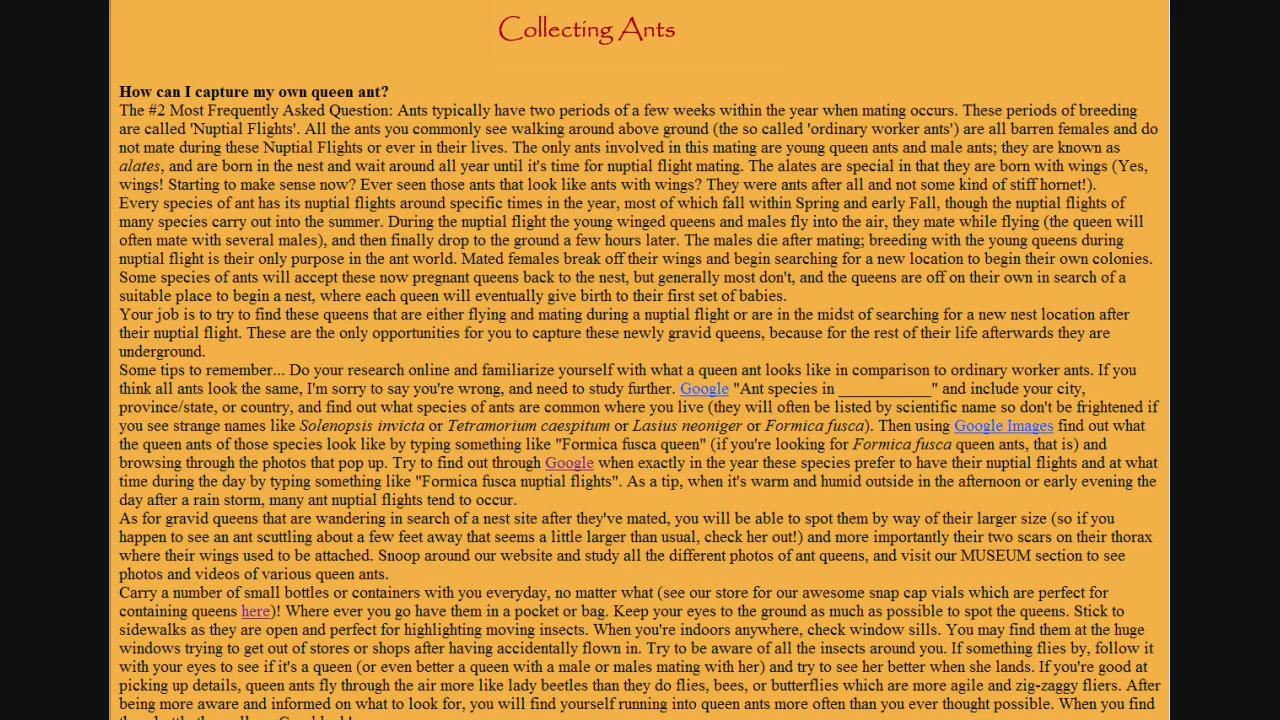 Collecting Ants
How can I capture my own queen ant?
The #2 Most Frequently Asked Question: Ants typically have two periods of a few weeks within the year when mating occurs. These periods of breeding
are called 'Nuptial Flights'. All the ants you commonly see walking around above ground (the so called 'ordinary worker ants') are all barren females and do
not mate during these Nuptial Flights or ever in their lives. The only ants involved in this mating are young queen ants and male ants; they are known as
alates, and are born in the nest and wait around all year until it's time for nuptial flight mating. The alates are special in that they are born with wings (Yes,
wings! Starting to make sense now? Ever seen those ants that look like ants with wings? They were ants after all and not some kind of stiff hornet!).
Every species of ant has its nuptial flights around specific times in the year, most of which fall within Spring and early Fall, though the nuptial flights of
many species carry out into the summer. During the nuptial flight the young winged queens and males fly into the air, they mate while flying (the queen will
often mate with several males), and then finally drop to the ground a few hours later. The males die after mating; breeding with the young queens during
nuptial flight is their only purpose in the ant world. Mated females break off their wings and begin searching for a new location to begin their own colonies.
Some species of ants will accept these now pregnant queens back to the nest, but generally most don't, and the queens are off on their own in search of a
suitable place to begin a nest, where each queen will eventually give birth to their first set of babies.
Your job is to try to find these queens that are either flying and mating during a nuptial flight or are in the midst of searching for a new nest location after
their nuptial flight. These are the only opportunities for you to capture these newly gravid queens, because for the rest of their life afterwards they are
underground.
Some tips to remember... Do your research online and familiarize yourself with what a queen ant looks like in comparison to ordinary worker ants. If you
think all ants look the same, I'm sorry to say you're wrong, and need to study further. Google "Ant species in ___________" and include your city,
province/state, or country, and find out what species of ants are common where you live (they will often be listed by scientific name so don't be frightened if
you see strange names like Solenopsis invicta or Tetramorium caespitum or Lasius neoniger or Formica fusca). Then using Google Images find out what
the queen ants of those species look like by typing something like "Formica fusca queen" (if you're looking for Formica fusca queen ants, that is) and
browsing through the photos that pop up. Try to find out through Google when exactly in the year these species prefer to have their nuptial flights and at what
time during the day by typing something like "Formica fusca nuptial flights". As a tip, when it's warm and humid outside in the afternoon or early evening the
day after a rain storm, many ant nuptial flights tend to occur.
As for gravid queens that are wandering in search of a nest site after they've mated, you will be able to spot them by way of their larger size (so if you
happen to see an ant scuttling about a few feet away that seems a little larger than usual, check her out!) and more importantly their two scars on their thorax
where their wings used to be attached. Snoop around our website and study all the different photos of ant queens, and visit our MUSEUM section to see
photos and videos of various queen ants.
Carry a number of small bottles or containers with you everyday, no matter what (see our store for our awesome snap cap vials which are perfect for
containing queens here)! Where ever you go have them in a pocket or bag. Keep your eyes to the ground as much as possible to spot the queens. Stick to
sidewalks as they are open and perfect for highlighting moving insects. When you're indoors anywhere, check window sills. You may find them at the huge
windows trying to get out of stores or shops after having accidentally flown in. Try to be aware of all the insects around you. If something flies by, follow it
with your eyes to see if it's a queen (or even better a queen with a male or males mating with her) and try to see her better when she lands. If you're good at
picking up details, queen ants fly through the air more like lady beetles than they do flies, bees, or butterflies which are more agile and zig-zaggy fliers. After
being more aware and informed on what to look for, you will find yourself running into queen ants more often than you ever thought possible. When you find